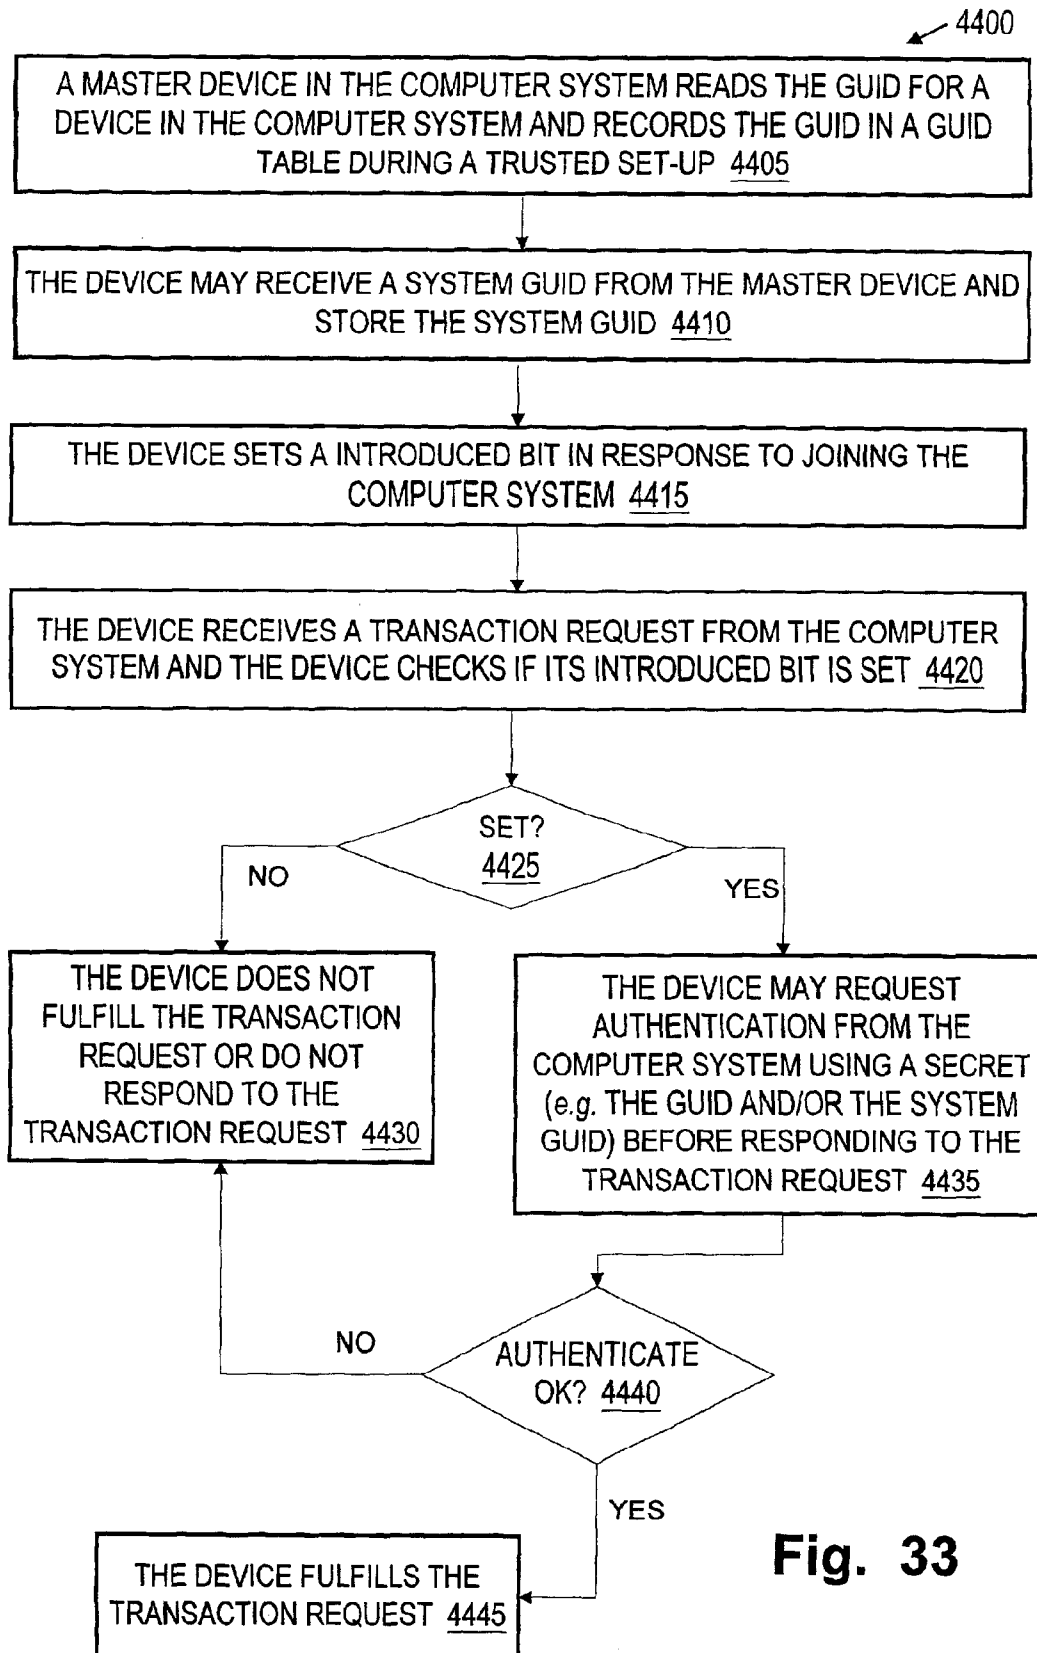 4400
A MASTER DEVICE IN THE COMPUTER SYSTEM READS THE GUID FOR A
DEVICE IN THE COMPUTER SYSTEM AND RECORDS THE GUID IN A GUID
TABLE DURING A TRUSTED SET-UP 4405
THE DEVICE MAY RECEIVE A SYSTEM GUID FROM THE MASTER DEVICE AND
STORE THE SYSTEM GUID 4410
THE DEVICE SETS A INTRODUCED BIT IN RESPONSE TO JOINING THE
COMPUTER SYSTEM 4415
THE DEVICE RECEIVES A TRANSACTION REQUEST FROM THE COMPUTER
SYSTEM AND THE DEVICE CHECKS IF ITS INTRODUCED BIT IS SET 4420
SET?
4425
NO
YES
THE DEVICE DOES NOT
FULFILL THE TRANSACTION
REQUEST OR DO NOT
RESPOND TO THE
TRANSACTION REQUEST 4430
THE DEVICE MAY REQUEST
AUTHENTICATION FROM THE
COMPUTER SYSTEM USING A SECRET
(e.g. THE GUID AND/OR THE SYSTEM
GUID) BEFORE RESPONDING TO THE
TRANSACTION REQUEST 4435
NO
AUTHENTICATE
OK? 4440
YES
THE DEVICE FULFILLS THE
TRANSACTION REQUEST 4445
Fig. 33